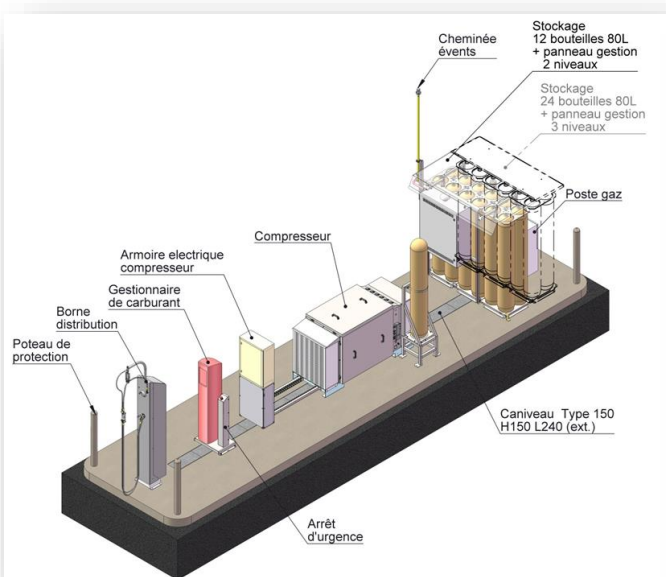 Cheminée
évents
Stockage
12 bouteilles 80L
+ panneau gestion
2 niveaux
Stockage
24 bouteilles 80L
+ panneau gestion
3 niveaux
Poste gaz
Compresseur
Armoire electrique
compresseur
Gestionnaire
de carburant
Borne
distribution
Poteau de
protection
Caniveau Type 150
H150 L240 (ext.)
Arrêt
d'urgence